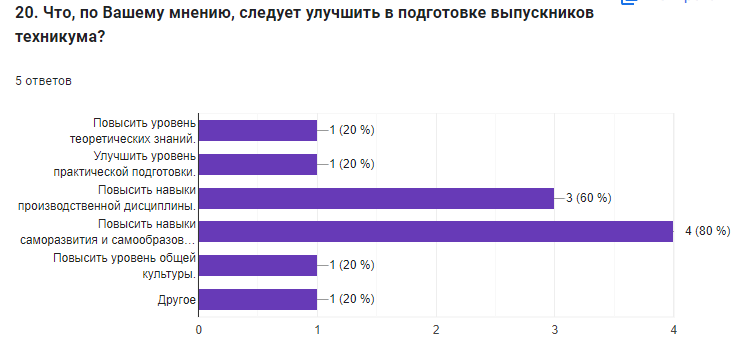 20. Что, по Вашему мнению, следует улучшить в подготовке выпускников
техникума?
5 ответов
Повысить уровень
теоретических знаний.
1 (20 %)
Улучшить уровень
практической подготовки.
1 (20 %)
Повысить навыки
производственной дисциплины.
3 (60 %)
Повысить навыки
саморазвития и самообразов…
4 (80 %)
Повысить уровень общей
культуры.
1 (20 %)
Другое
1 (20 %)
0 1 2 3 4